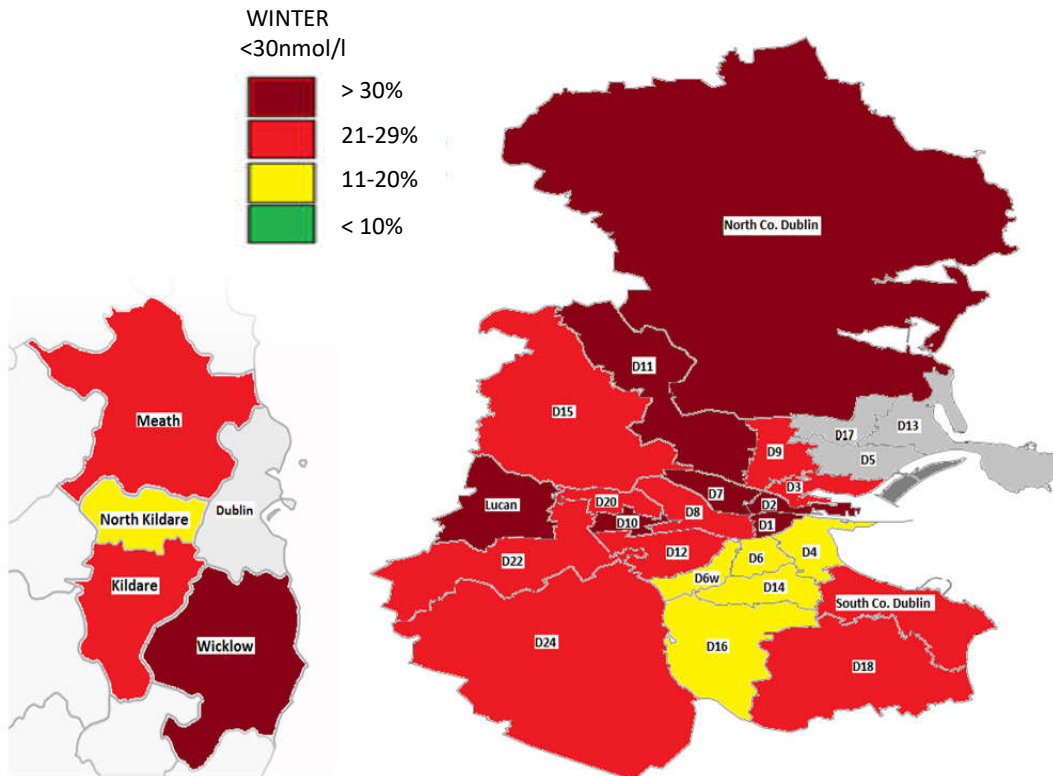 WINTER
<30nmol/l
> 30%
21-29%
11-20%
< 10%
North Co. Dublin
D11
D15
D17
D13
D9
D5
D3
Lucan
D20
D7
D2
D10
D8
D1
D22
D12
D6
D4
D6w
D14
South Co. Dublin
D24
D16
D18
Meath
North Kildare
Dublin
Kildare
Wicklow